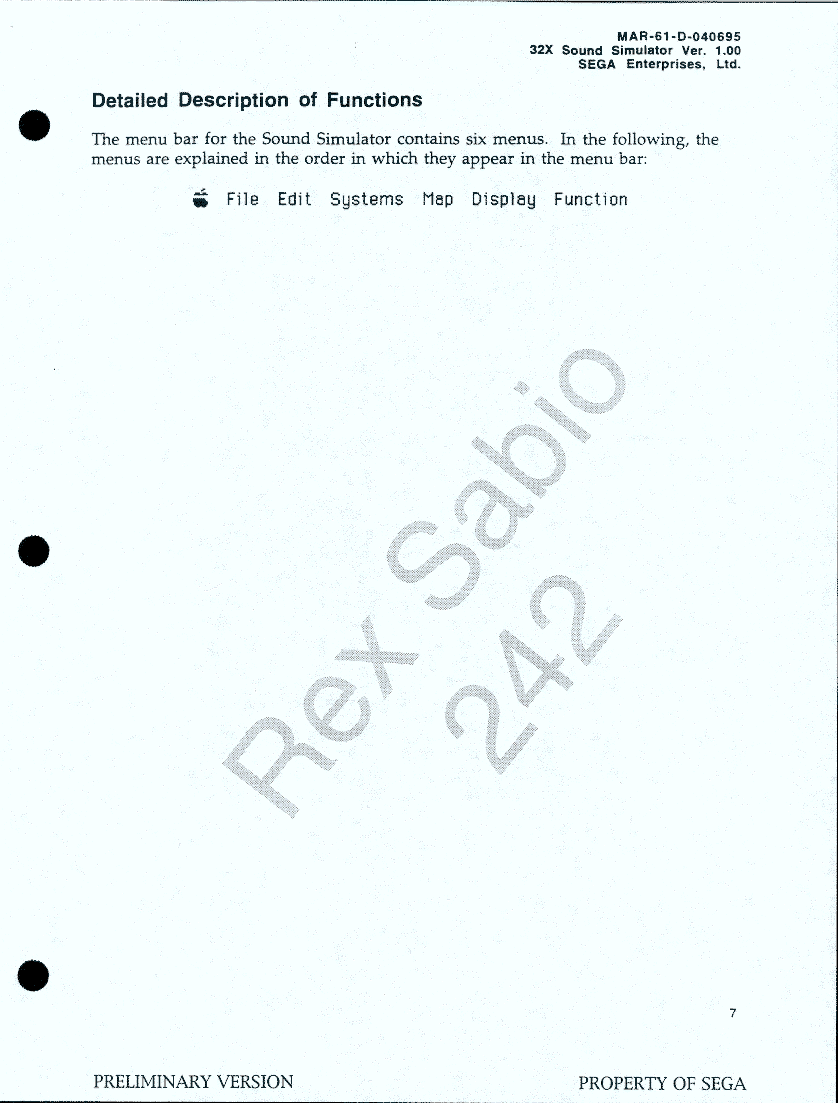 MAR-61-D-040695
32X Sound Simulator Ver. 1.00
SEGA Enterprises, Ltd.
Detailed Description of Functions
The menu bar for the Sound Simulator contains six menus. In the following, the
menus are explained in the order in which they appear in the menu bar:
File Edit Systems Map Display Function
Rex Sabio
242
7
PRELIMINARY VERSION
PROPERTY OF SEGA